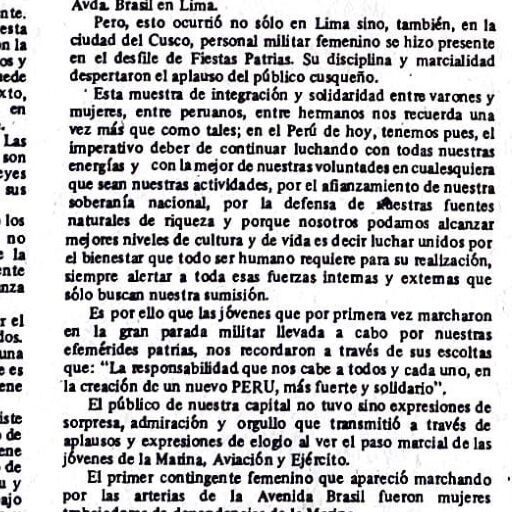 nte.
esta
en la
os y
uede
xto,
en
Las
son
eyes
sus
los
no
e la
ente
nza
r el
dos.
una
e es
ene
iste
de
ene
de
u y
ajo
Avda. Brasil en Lima.
Pero, esto ocurrió no sólo en Lima sino, también, en la
ciudad del Cusco, personal militar femenino se hizo presente
en el desfile de Fiestas Patrias. Su disciplina y marcialidad
despertaron el aplauso del público cusqueño.
Esta muestra de integración y solidaridad entre varones y
mujeres, entre peruanos, entre hermanos nos recuerda una
vez más que como tales; en el Perú de hoy, tenemos pues, el
imperativo deber de continuar luchando con todas nuestras
energías y con la mejor de nuestras voluntades en cualesquiera
que sean nuestras actividades, por el afianzamiento de nuestra
soberanía nacional, por la defensa de nuestras fuentes
naturales de riqueza y porque nosotros podamos alcanzar
mejores niveles de cultura y de vida es decir luchar unidos por
el bienestar que todo ser humano requiere para su realización,
siempre alertar a toda esas fuerzas internas y externas que
sólo buscan nuestra sumisión.
Es por ello que las jóvenes que por primera vez marcharon
en la gran parada militar llevada a cabo por nuestras
efemérides patrias, nos recordaron a través de sus escoltas
que: “La responsabilidad que nos cabe a todos y cada uno, en
la creación de un nuevo PERU, más fuerte y solidario”.
El público de nuestra capital no tuvo sino expresiones de
sorpresa, admiración y orgullo que transmitió a través de
aplausos y expresiones de elogio al ver el paso marcial de las
jóvenes de la Marina, Aviación y Ejército.
El primer contingente femenino que apareció marchando
por las arterias de la Avenida Brasil fueron mujeres